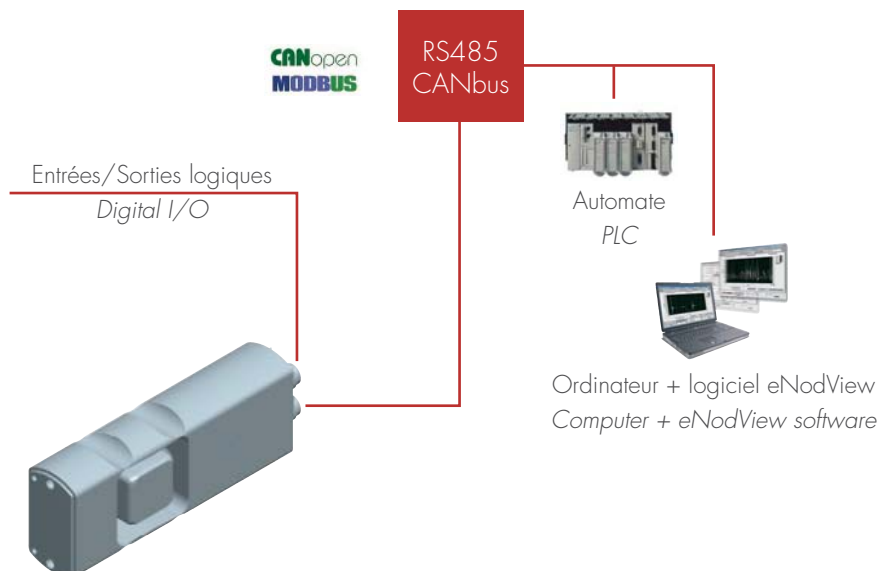 CANopen
MODBUS
RS485
CANbus
Entrées/Sorties logiques
Digital I/O
Automate
PLC
Ordinateur + logiciel eNodView
Computer + eNodView software